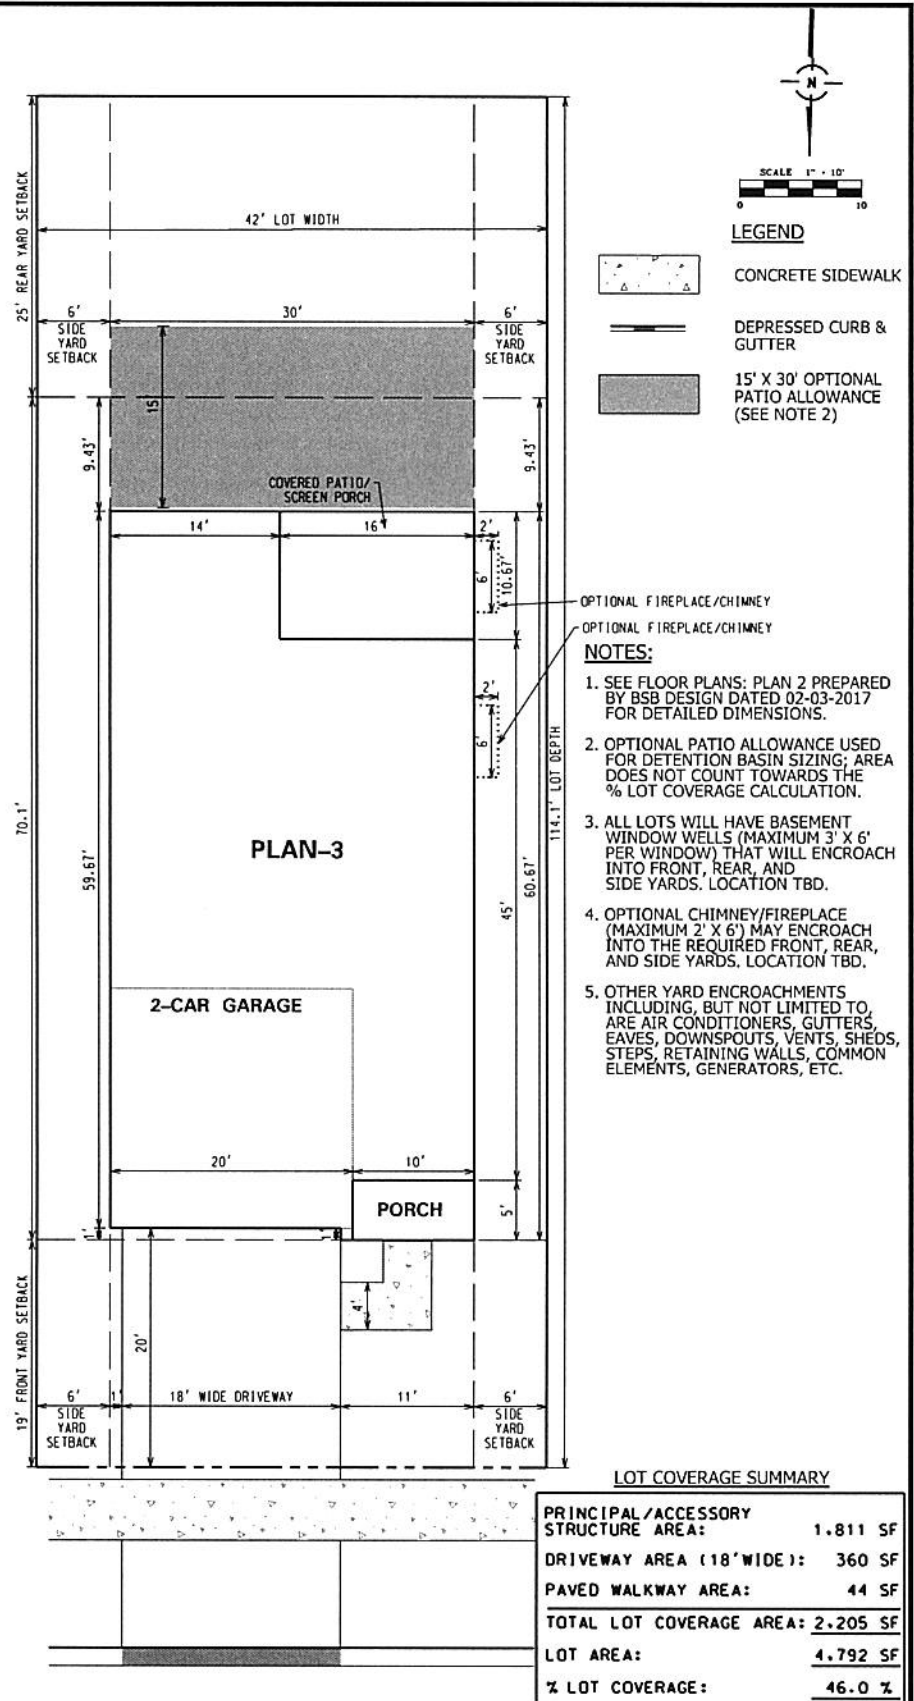 N
SCALE 1" = 10'
0 10
LEGEND
CONCRETE SIDEWALK
DEPRESSED CURB &
GUTTER
15' X 30' OPTIONAL
PATIO ALLOWANCE
(SEE NOTE 2)
25' REAR YARD SETBACK
42' LOT WIDTH
6'
SIDE
YARD
SETBACK
30'
6'
SIDE
YARD
SETBACK
15'
9.43'
9.43'
COVERED PATIO/
SCREEN PORCH
14'
16'
2'
6'
10.67'
OPTIONAL FIREPLACE/CHIMNEY
OPTIONAL FIREPLACE/CHIMNEY
2'
6'
114.1' LOT DEPTH
70.1'
59.67'
PLAN-3
45'
60.67'
2-CAR GARAGE
20'
10'
PORCH
5'
1'
1'
4'
19' FRONT YARD SETBACK
20'
6'
SIDE
YARD
SETBACK
1'
18' WIDE DRIVEWAY
11'
6'
SIDE
YARD
SETBACK
NOTES:
1. SEE FLOOR PLANS: PLAN 2 PREPARED
BY BSB DESIGN DATED 02-03-2017
FOR DETAILED DIMENSIONS.
2. OPTIONAL PATIO ALLOWANCE USED
FOR DETENTION BASIN SIZING; AREA
DOES NOT COUNT TOWARDS THE
% LOT COVERAGE CALCULATION.
3. ALL LOTS WILL HAVE BASEMENT
WINDOW WELLS (MAXIMUM 3' X 6'
PER WINDOW) THAT WILL ENCROACH
INTO FRONT, REAR, AND
SIDE YARDS. LOCATION TBD.
4. OPTIONAL CHIMNEY/FIREPLACE
(MAXIMUM 2' X 6') MAY ENCROACH
INTO THE REQUIRED FRONT, REAR,
AND SIDE YARDS. LOCATION TBD.
5. OTHER YARD ENCROACHMENTS
INCLUDING, BUT NOT LIMITED TO,
ARE AIR CONDITIONERS, GUTTERS,
EAVES, DOWNSPOUTS, VENTS, SHEDS,
STEPS, RETAINING WALLS, COMMON
ELEMENTS, GENERATORS, ETC.
LOT COVERAGE SUMMARY
PRINCIPAL/ACCESSORY
STRUCTURE AREA: 1,811 SF
DRIVEWAY AREA (18'WIDE): 360 SF
PAVED WALKWAY AREA: 44 SF
TOTAL LOT COVERAGE AREA: 2,205 SF
LOT AREA: 4,792 SF
% LOT COVERAGE: 46.0 %